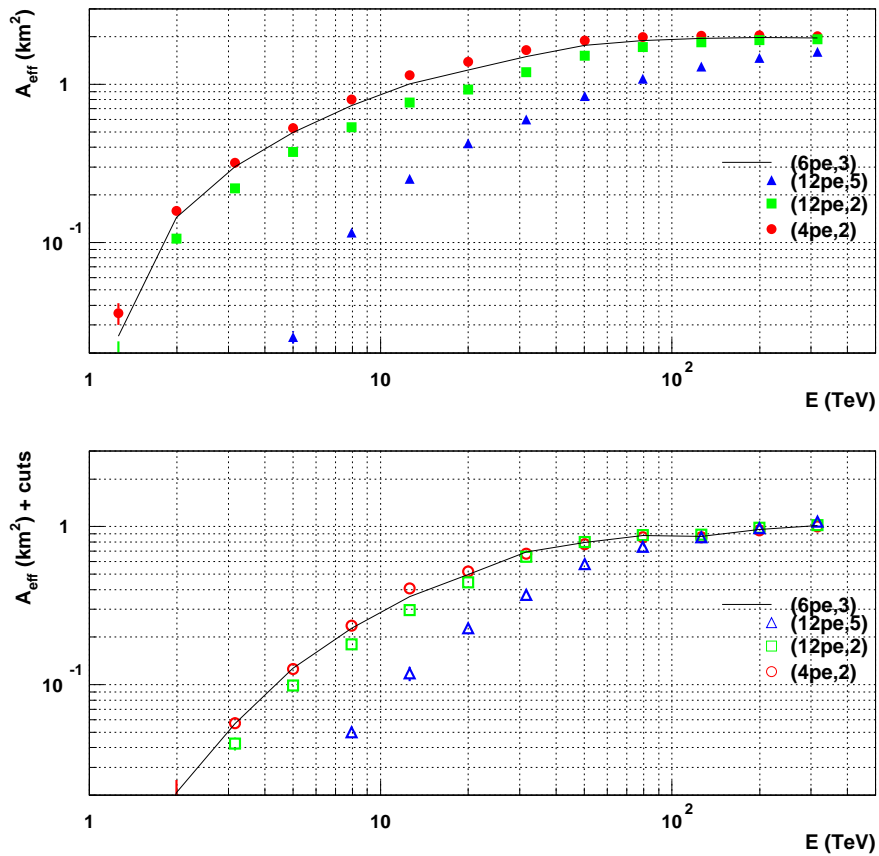 A_eff (km²)
1
10⁻¹
(6pe,3)
(12pe,5)
(12pe,2)
(4pe,2)
1
10
10²
E (TeV)
A_eff (km²) + cuts
1
10⁻¹
(6pe,3)
(12pe,5)
(12pe,2)
(4pe,2)
1
10
10²
E (TeV)